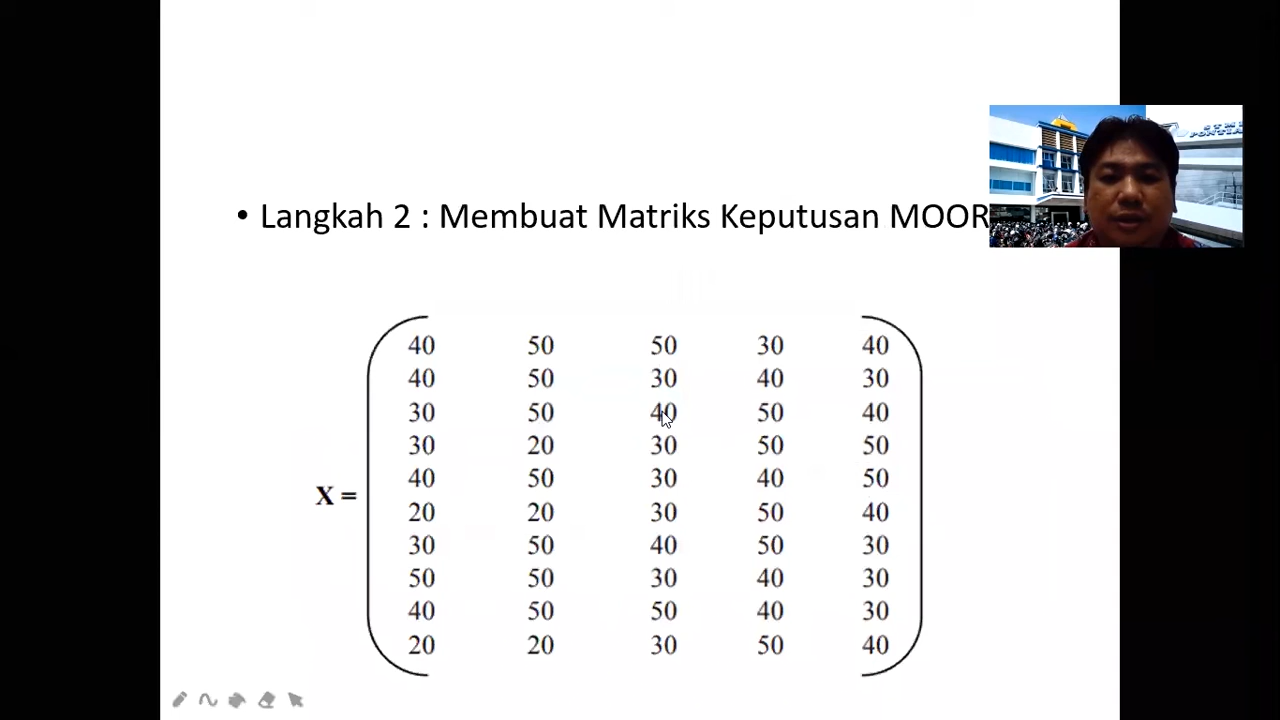 • Langkah 2 : Membuat Matriks Keputusan MOOR
X =
40 50 50 30 40
40 50 30 40 30
30 50 40 50 40
30 20 30 50 50
40 50 30 40 50
20 20 30 50 40
30 50 40 50 30
50 50 30 40 30
40 50 50 40 30
20 20 30 50 40